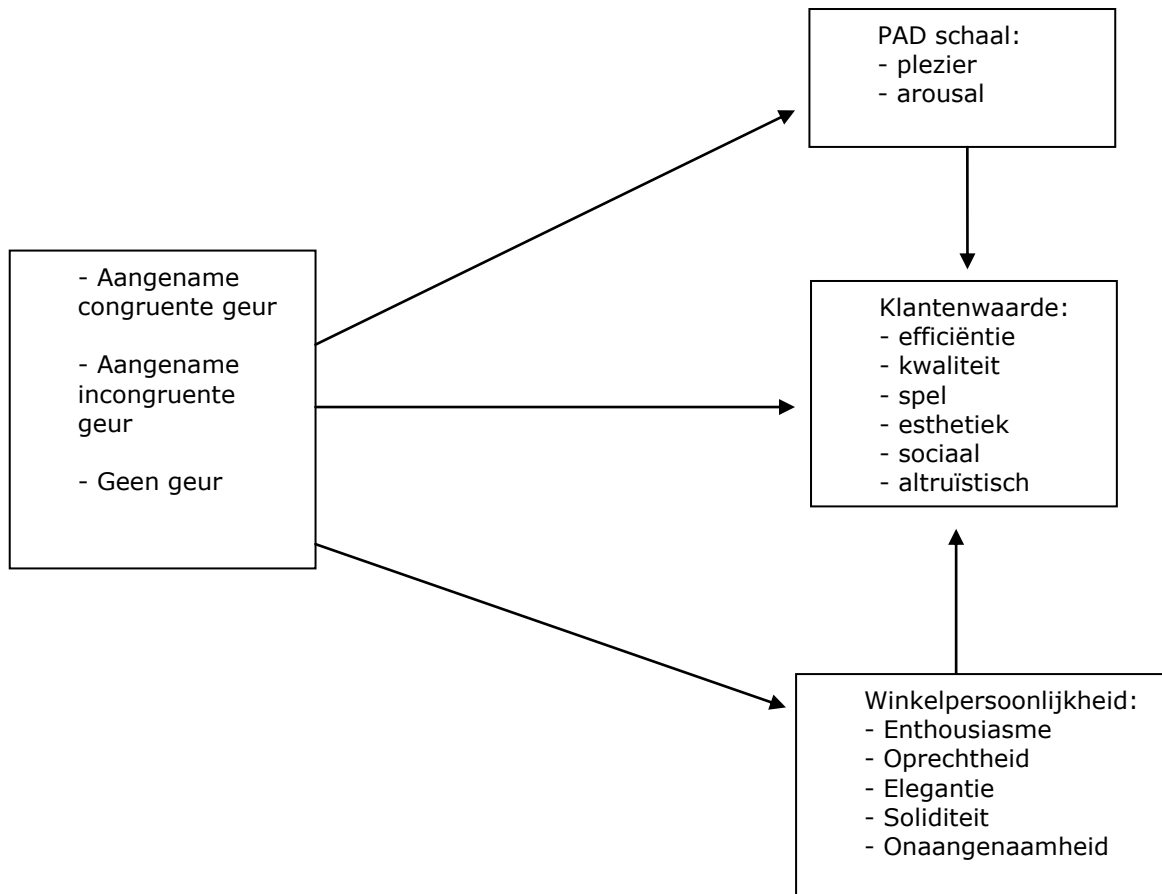 PAD schaal:
- plezier
- arousal
- Aangename
congruente geur
- Aangename
incongruente
geur
- Geen geur
Klantenwaarde:
- efficiëntie
- kwaliteit
- spel
- esthetiek
- sociaal
- altruïstisch
Winkelpersoonlijkheid:
- Enthousiasme
- Oprechtheid
- Elegantie
- Soliditeit
- Onaangenaamheid